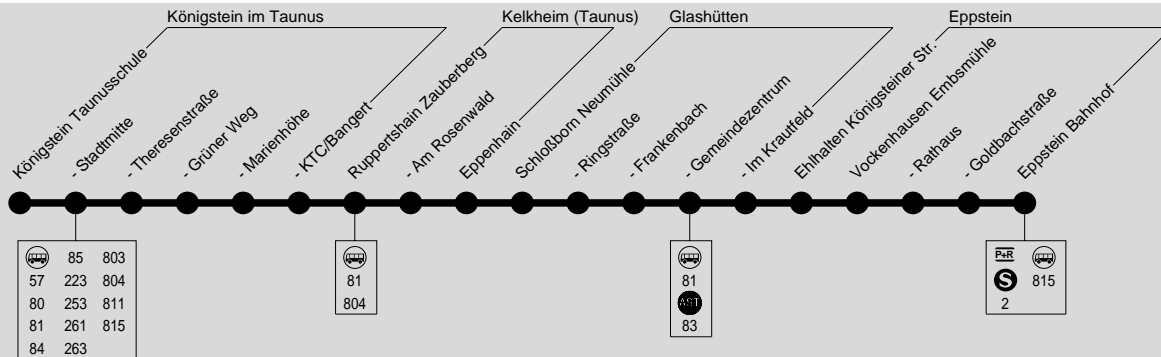 Königstein im Taunus
Kelkheim (Taunus)
Glashütten
Eppstein
Königstein Taunusschule
- Stadtmitte
- Theresenstraße
- Grüner Weg
- Marienhöhe
- KTC/Bangert
Ruppertshain Zauberberg
- Am Rosenwald
Eppenhain
Schloßborn Neumühle
- Ringstraße
- Frankenbach
- Gemeindezentrum
- Im Krautfeld
Ehlhalten Königsteiner Str.
Vockenhausen Embsmühle
- Rathaus
- Goldbachstraße
Eppstein Bahnhof
85 803
57 223 804
80 253 811
81 261 815
84 263
81
804
81
AST
83
P+R
S 815
2